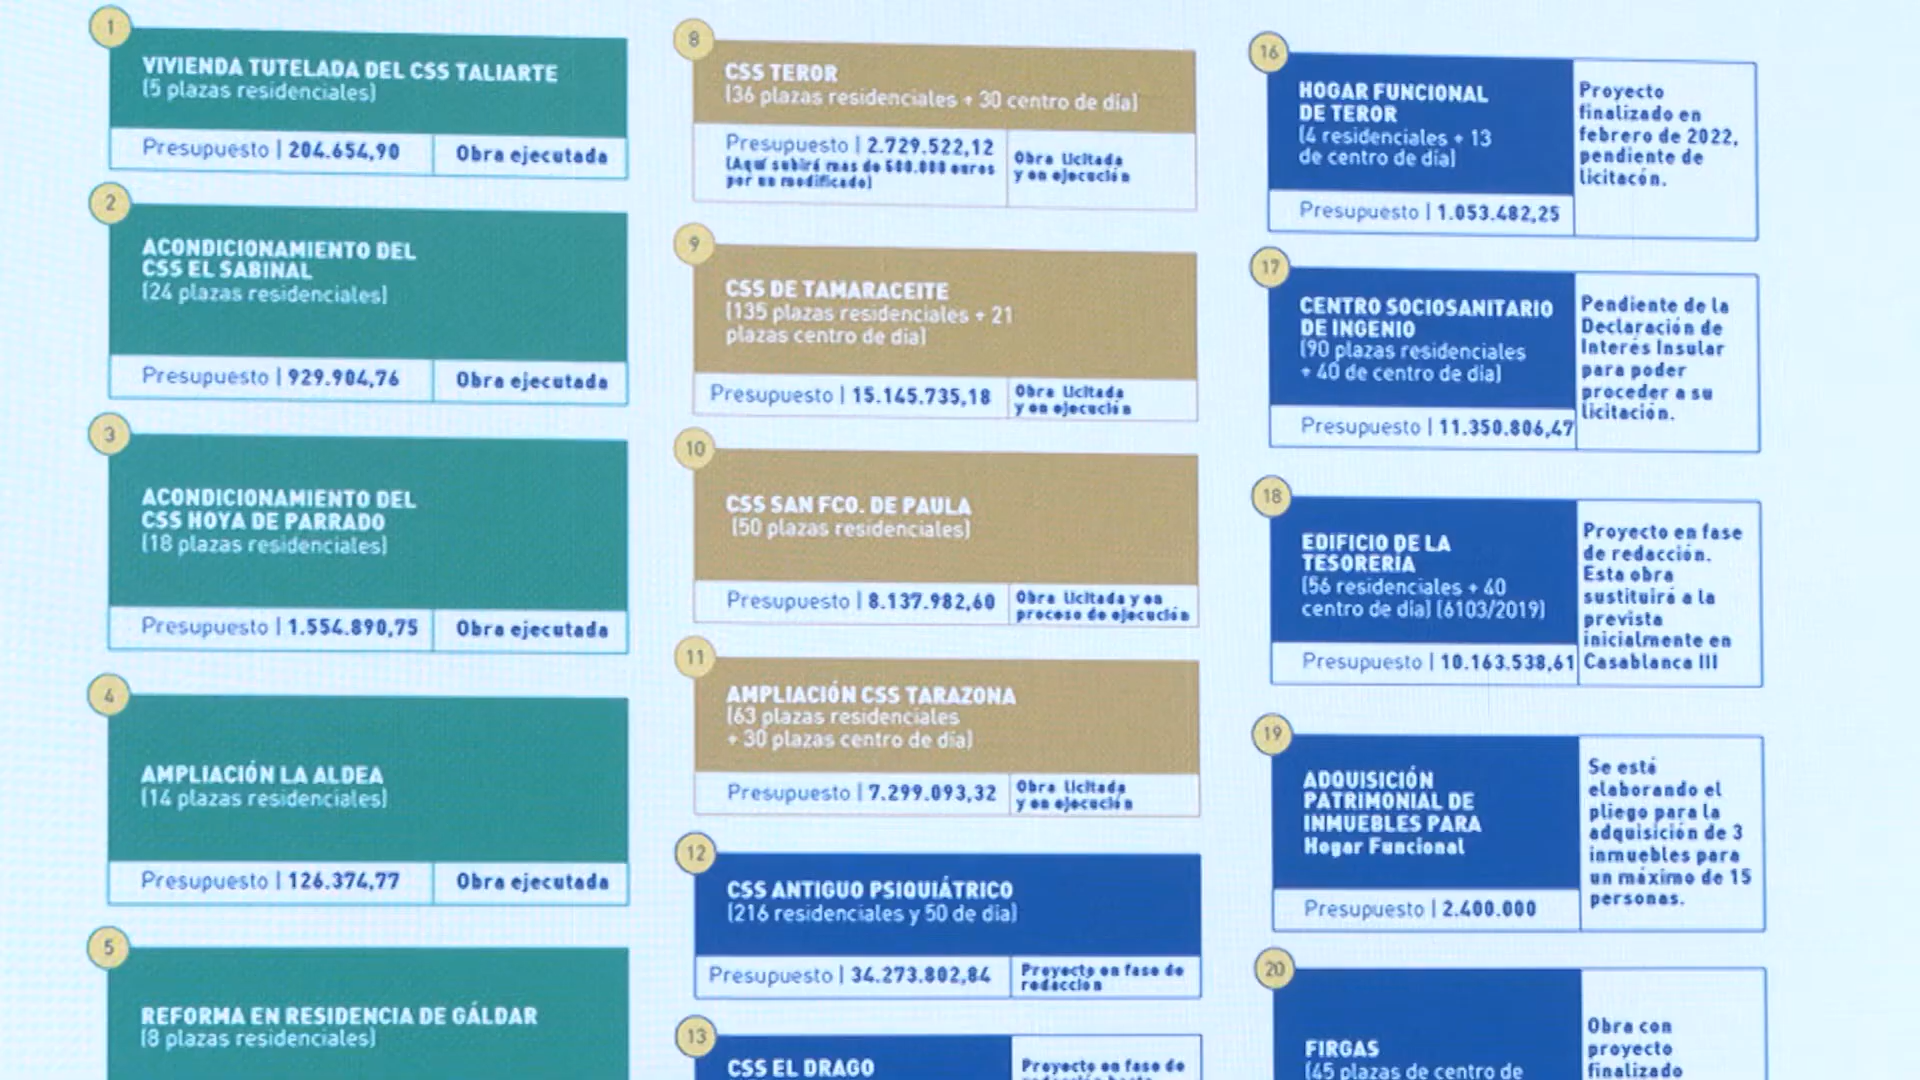 1
VIVIENDA TUTELADA DEL CSS TALIARTE
(5 plazas residenciales)
Presupuesto | 204.654,90
Obra ejecutada
2
ACONDICIONAMIENTO DEL
CSS EL SABINAL
(24 plazas residenciales)
Presupuesto | 929.904,76
Obra ejecutada
3
ACONDICIONAMIENTO DEL
CSS HOYA DE PARRADO
(18 plazas residenciales)
Presupuesto | 1.554.890,75
Obra ejecutada
4
AMPLIACIÓN LA ALDEA
(14 plazas residenciales)
Presupuesto | 126.374,77
Obra ejecutada
5
REFORMA EN RESIDENCIA DE GÁLDAR
(8 plazas residenciales)
8
CSS TEROR
(36 plazas residenciales + 30 centro de día)
Presupuesto | 2.729.522,12
(Aquí subirá mas de 600.000 euros
por un modificado)
Obra licitada
y en ejecución
9
CSS DE TAMARACEITE
(135 plazas residenciales + 21
plazas centro de dia)
Presupuesto | 15.145.735,18
Obra licitada
y en ejecución
10
CSS SAN FCO. DE PAULA
(50 plazas residenciales)
Presupuesto | 8.137.982,60
Obra licitada y en
proceso de ejecución
11
AMPLIACIÓN CSS TARAZONA
(63 plazas residenciales
+ 30 plazas centro de día)
Presupuesto | 7.299.093,32
Obra licitada
y en ejecución
12
CSS ANTIGUO PSIQUIÁTRICO
(216 residenciales y 50 de dia)
Presupuesto | 34.273.802,84
Proyecto en fase de
redacción
13
CSS EL DRAGO
Proyecto en fase de
16
HOGAR FUNCIONAL
DE TEROR
(4 residenciales + 13
de centro de día)
Presupuesto | 1.053.482,25
Proyecto
finalizado en
febrero de 2022,
pendiente de
licitacón.
17
CENTRO SOCIOSANITARIO
DE INGENIO
(90 plazas residenciales
+ 40 de centro de día)
Presupuesto | 11.350.806,47
Pendiente de la
Declaración de
Interés Insular
para poder
proceder a su
licitación.
18
EDIFICIO DE LA
TESORERIA
(56 residenciales + 40
centro de día) (6103/2019)
Presupuesto | 10.163.538,61
Proyecto en fase
de redacción.
Esta obra
sustituirá a la
prevista
inicialmente en
Casablanca III
19
ADQUISICIÓN
PATRIMONIAL DE
INMUEBLES PARA
Hogar Funcional
Presupuesto | 2.400.000
Se está
elaborando el
pliego para la
adquisición de 3
inmuebles para
un máximo de 15
personas.
20
FIRGAS
(45 plazas de centro de
Obra con
proyecto
finalizado